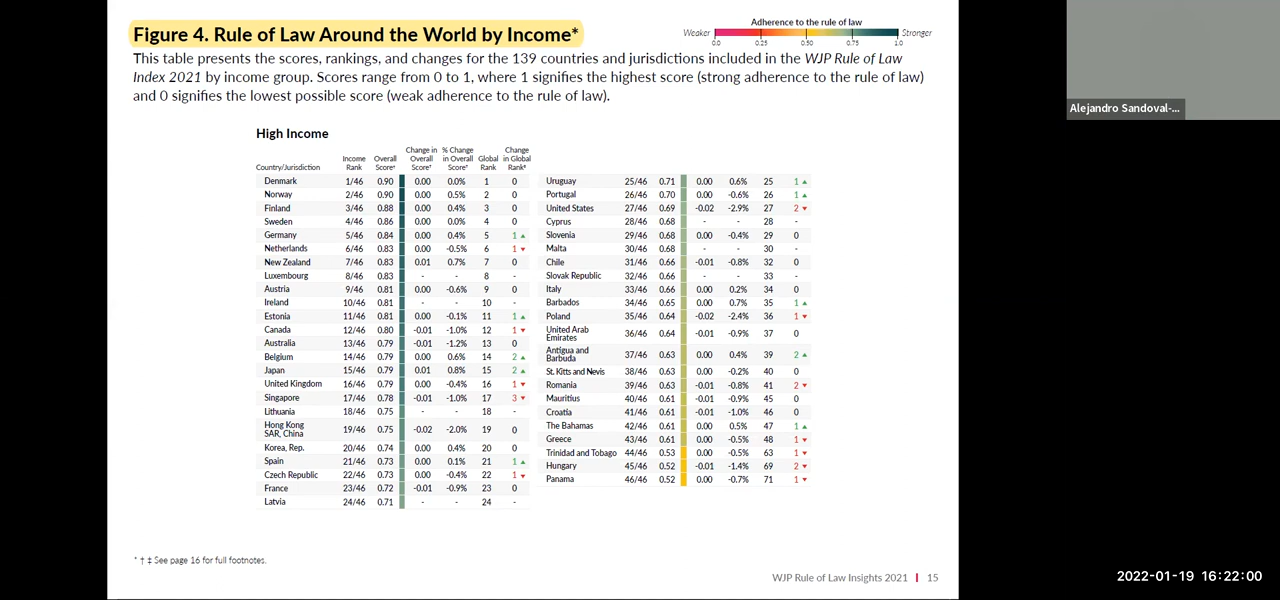 Figure 4. Rule of Law Around the World by Income*
Adherence to the rule of law
Weaker Stronger
0.0 0.25 0.50 0.75 1.0
This table presents the scores, rankings, and changes for the 139 countries and jurisdictions included in the WJP Rule of Law
Index 2021 by income group. Scores range from 0 to 1, where 1 signifies the highest score (strong adherence to the rule of law)
and 0 signifies the lowest possible score (weak adherence to the rule of law).
High Income
Country/Jurisdiction Income Rank Overall Score† Change in Overall Score† % Change in Overall Score† Global Rank Change in Global Rank‡
Denmark 1/46 0.90 0.00 0.0% 1 0
Norway 2/46 0.90 0.00 0.5% 2 0
Finland 3/46 0.88 0.00 0.4% 3 0
Sweden 4/46 0.86 0.00 0.0% 4 0
Germany 5/46 0.84 0.00 0.4% 5 1 ▲
Netherlands 6/46 0.83 0.00 -0.5% 6 1 ▼
New Zealand 7/46 0.83 0.01 0.7% 7 0
Luxembourg 8/46 0.83 - - 8 -
Austria 9/46 0.81 0.00 -0.6% 9 0
Ireland 10/46 0.81 - - 10 -
Estonia 11/46 0.81 0.00 -0.1% 11 1 ▲
Canada 12/46 0.80 -0.01 -1.0% 12 1 ▼
Australia 13/46 0.79 -0.01 -1.2% 13 0
Belgium 14/46 0.79 0.00 0.6% 14 2 ▲
Japan 15/46 0.79 0.01 0.8% 15 2 ▲
United Kingdom 16/46 0.79 0.00 -0.4% 16 1 ▼
Singapore 17/46 0.78 -0.01 -1.0% 17 3 ▼
Lithuania 18/46 0.75 - - 18 -
Hong Kong
SAR, China 19/46 0.75 -0.02 -2.0% 19 0
Korea, Rep. 20/46 0.74 0.00 0.4% 20 0
Spain 21/46 0.73 0.00 0.1% 21 1 ▲
Czech Republic 22/46 0.73 0.00 -0.4% 22 1 ▼
France 23/46 0.72 -0.01 -0.9% 23 0
Latvia 24/46 0.71 - - 24 -
Uruguay 25/46 0.71 0.00 0.6% 25 1 ▲
Portugal 26/46 0.70 0.00 -0.6% 26 1 ▲
United States 27/46 0.69 -0.02 -2.9% 27 2 ▼
Cyprus 28/46 0.68 - - 28 -
Slovenia 29/46 0.68 0.00 -0.4% 29 0
Malta 30/46 0.68 - - 30 -
Chile 31/46 0.66 -0.01 -0.8% 32 0
Slovak Republic 32/46 0.66 - - 33 -
Italy 33/46 0.66 0.00 0.2% 34 0
Barbados 34/46 0.65 0.00 0.7% 35 1 ▲
Poland 35/46 0.64 -0.02 -2.4% 36 1 ▼
United Arab
Emirates 36/46 0.64 -0.01 -0.9% 37 0
Antigua and
Barbuda 37/46 0.63 0.00 0.4% 39 2 ▲
St. Kitts and Nevis 38/46 0.63 0.00 -0.2% 40 0
Romania 39/46 0.63 -0.01 -0.8% 41 2 ▼
Mauritius 40/46 0.61 -0.01 -0.9% 45 0
Croatia 41/46 0.61 -0.01 -1.0% 46 0
The Bahamas 42/46 0.61 0.00 0.5% 47 1 ▲
Greece 43/46 0.61 0.00 -0.5% 48 1 ▼
Trinidad and Tobago 44/46 0.53 0.00 -0.5% 63 1 ▼
Hungary 45/46 0.52 -0.01 -1.4% 69 2 ▼
Panama 46/46 0.52 0.00 -0.7% 71 1 ▼
* † ‡ See page 16 for full footnotes.
WJP Rule of Law Insights 2021 | 15
Alejandro Sandoval-...
2022-01-19 16:22:00